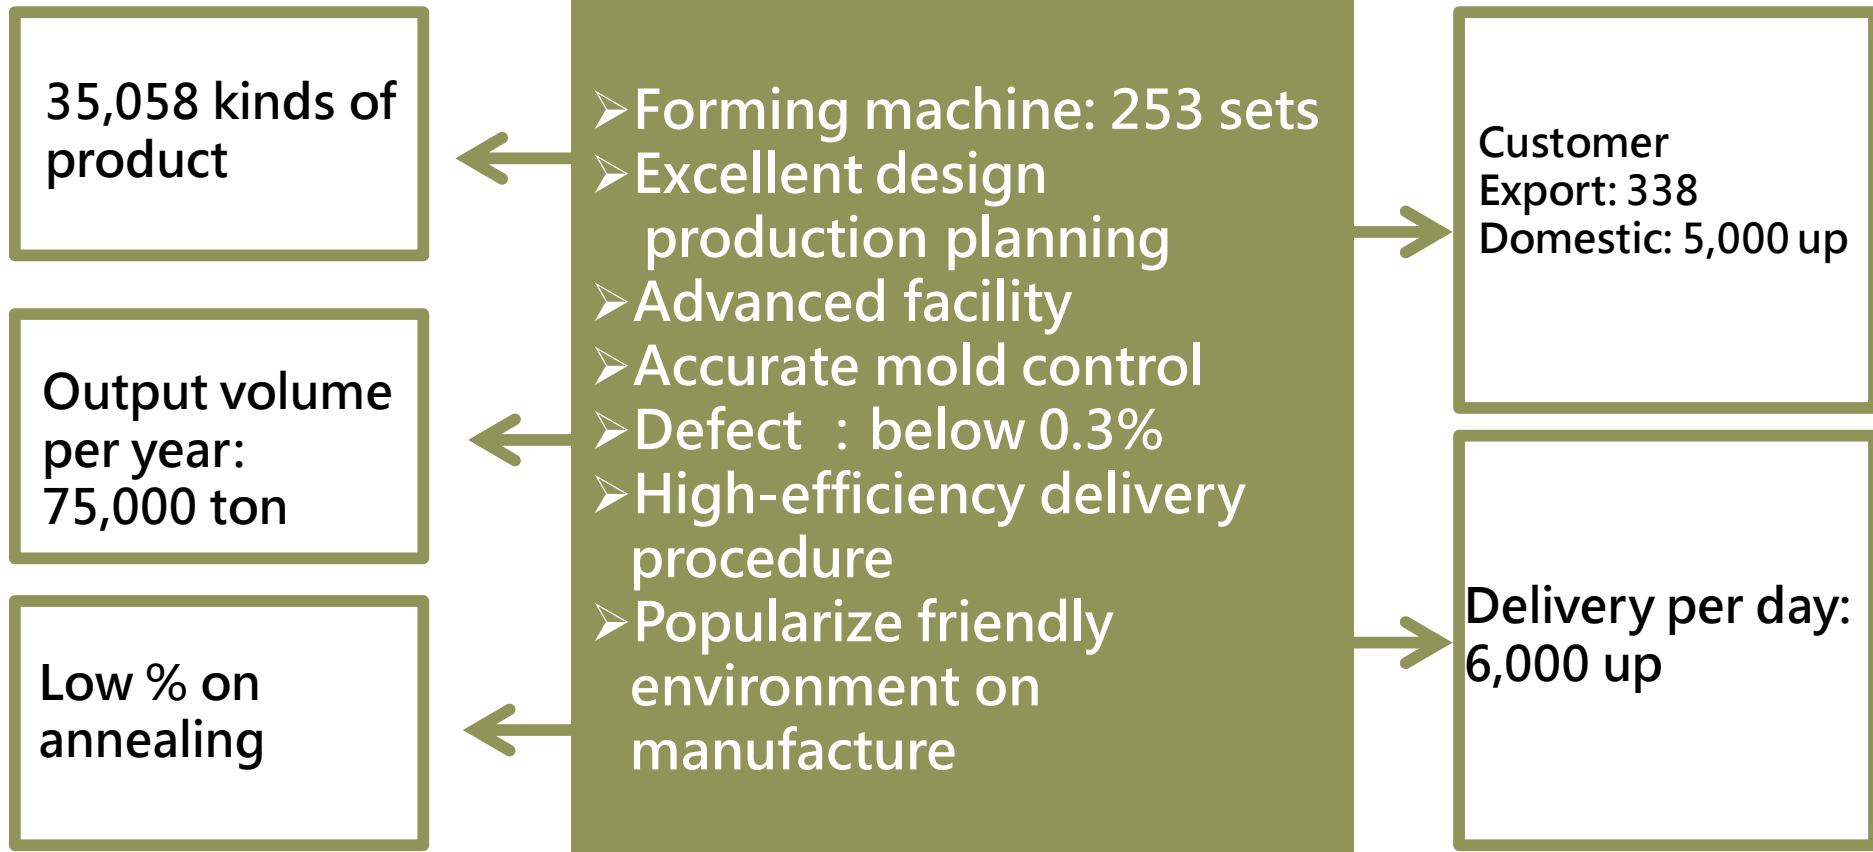 35,058 kinds of
product
Output volume
per year:
75,000 ton
Low % on
annealing
➢Forming machine: 253 sets
➢Excellent design
production planning
➢Advanced facility
➢Accurate mold control
➢Defect ：below 0.3%
➢High-efficiency delivery
procedure
➢Popularize friendly
environment on
manufacture
Customer
Export: 338
Domestic: 5,000 up
Delivery per day:
6,000 up